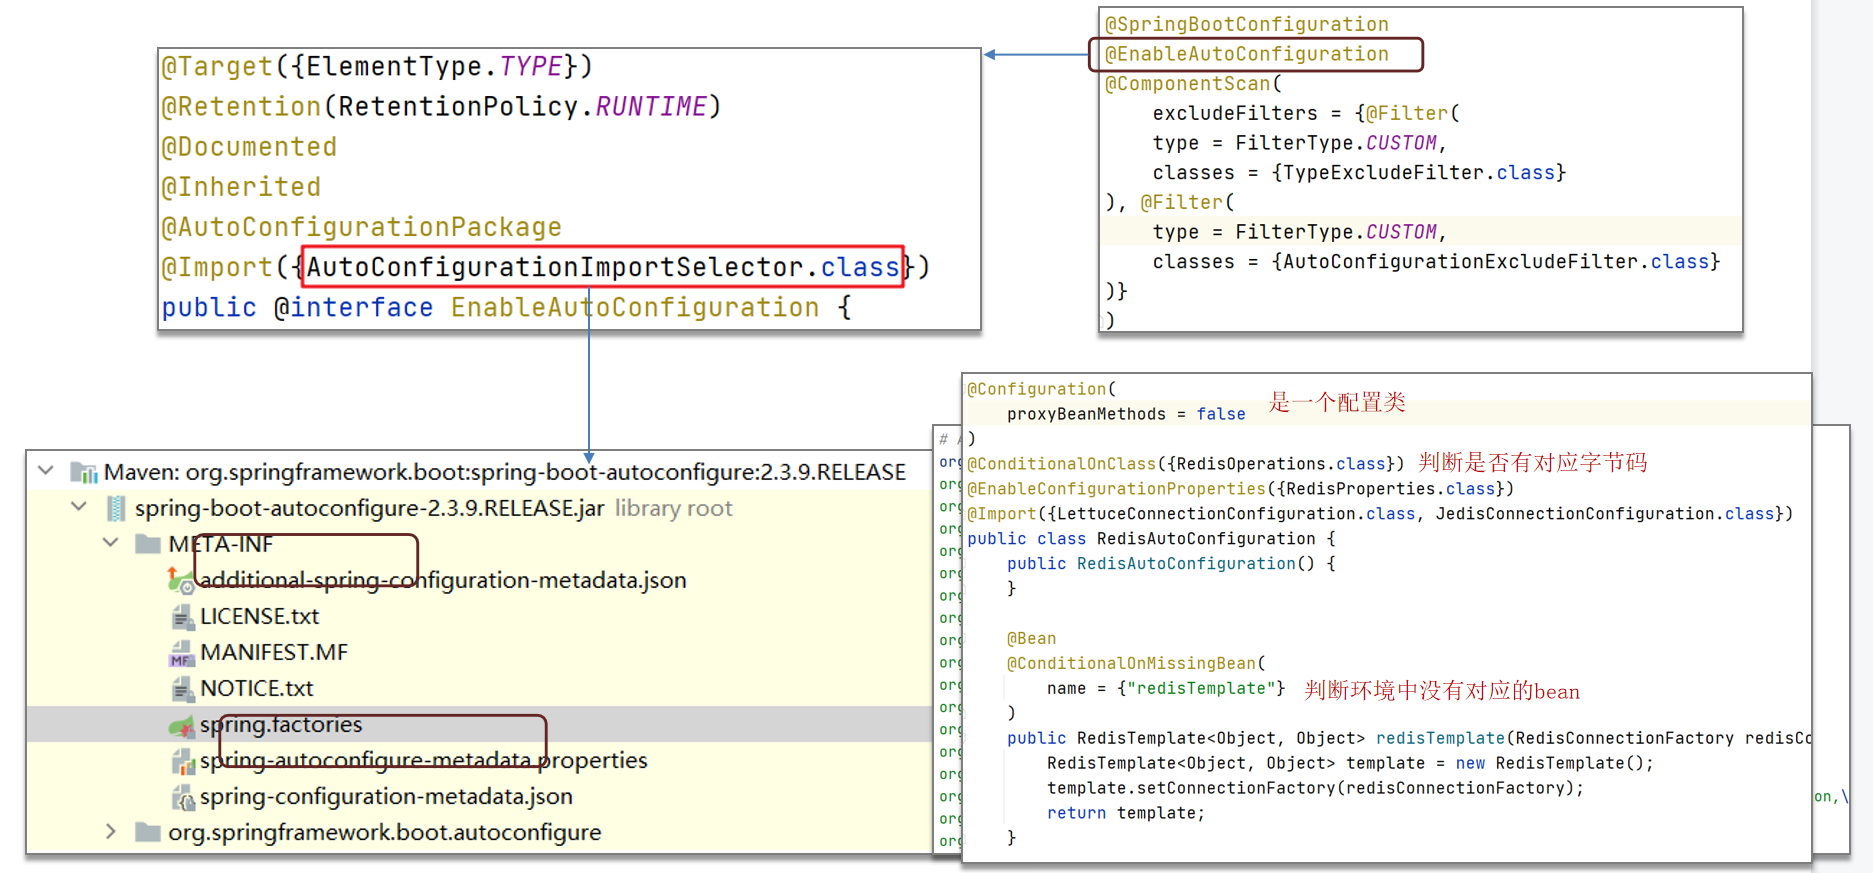 @SpringBootConfiguration
@EnableAutoConfiguration
@ComponentScan(
excludeFilters = {@Filter(
type = FilterType.CUSTOM,
classes = {TypeExcludeFilter.class}
), @Filter(
type = FilterType.CUSTOM,
classes = {AutoConfigurationExcludeFilter.class}
)}
)
@Target({ElementType.TYPE})
@Retention(RetentionPolicy.RUNTIME)
@Documented
@Inherited
@AutoConfigurationPackage
@Import({AutoConfigurationImportSelector.class})
public @interface EnableAutoConfiguration {
Maven: org.springframework.boot:spring-boot-autoconfigure:2.3.9.RELEASE
spring-boot-autoconfigure-2.3.9.RELEASE.jar library root
META-INF
additional-spring-configuration-metadata.json
LICENSE.txt
MANIFEST.MF
NOTICE.txt
spring.factories
spring-autoconfigure-metadata.properties
spring-configuration-metadata.json
org.springframework.boot.autoconfigure
@Configuration(
proxyBeanMethods = false 是一个配置类
)
@ConditionalOnClass({RedisOperations.class}) 判断是否有对应字节码
@EnableConfigurationProperties({RedisProperties.class})
@Import({LettuceConnectionConfiguration.class, JedisConnectionConfiguration.class})
public class RedisAutoConfiguration {
public RedisAutoConfiguration() {
}
@Bean
@ConditionalOnMissingBean(
name = {"redisTemplate"} 判断环境中没有对应的bean
)
public RedisTemplate<Object, Object> redisTemplate(RedisConnectionFactory redisCo
RedisTemplate<Object, Object> template = new RedisTemplate();
template.setConnectionFactory(redisConnectionFactory);
return template;
}
on,\